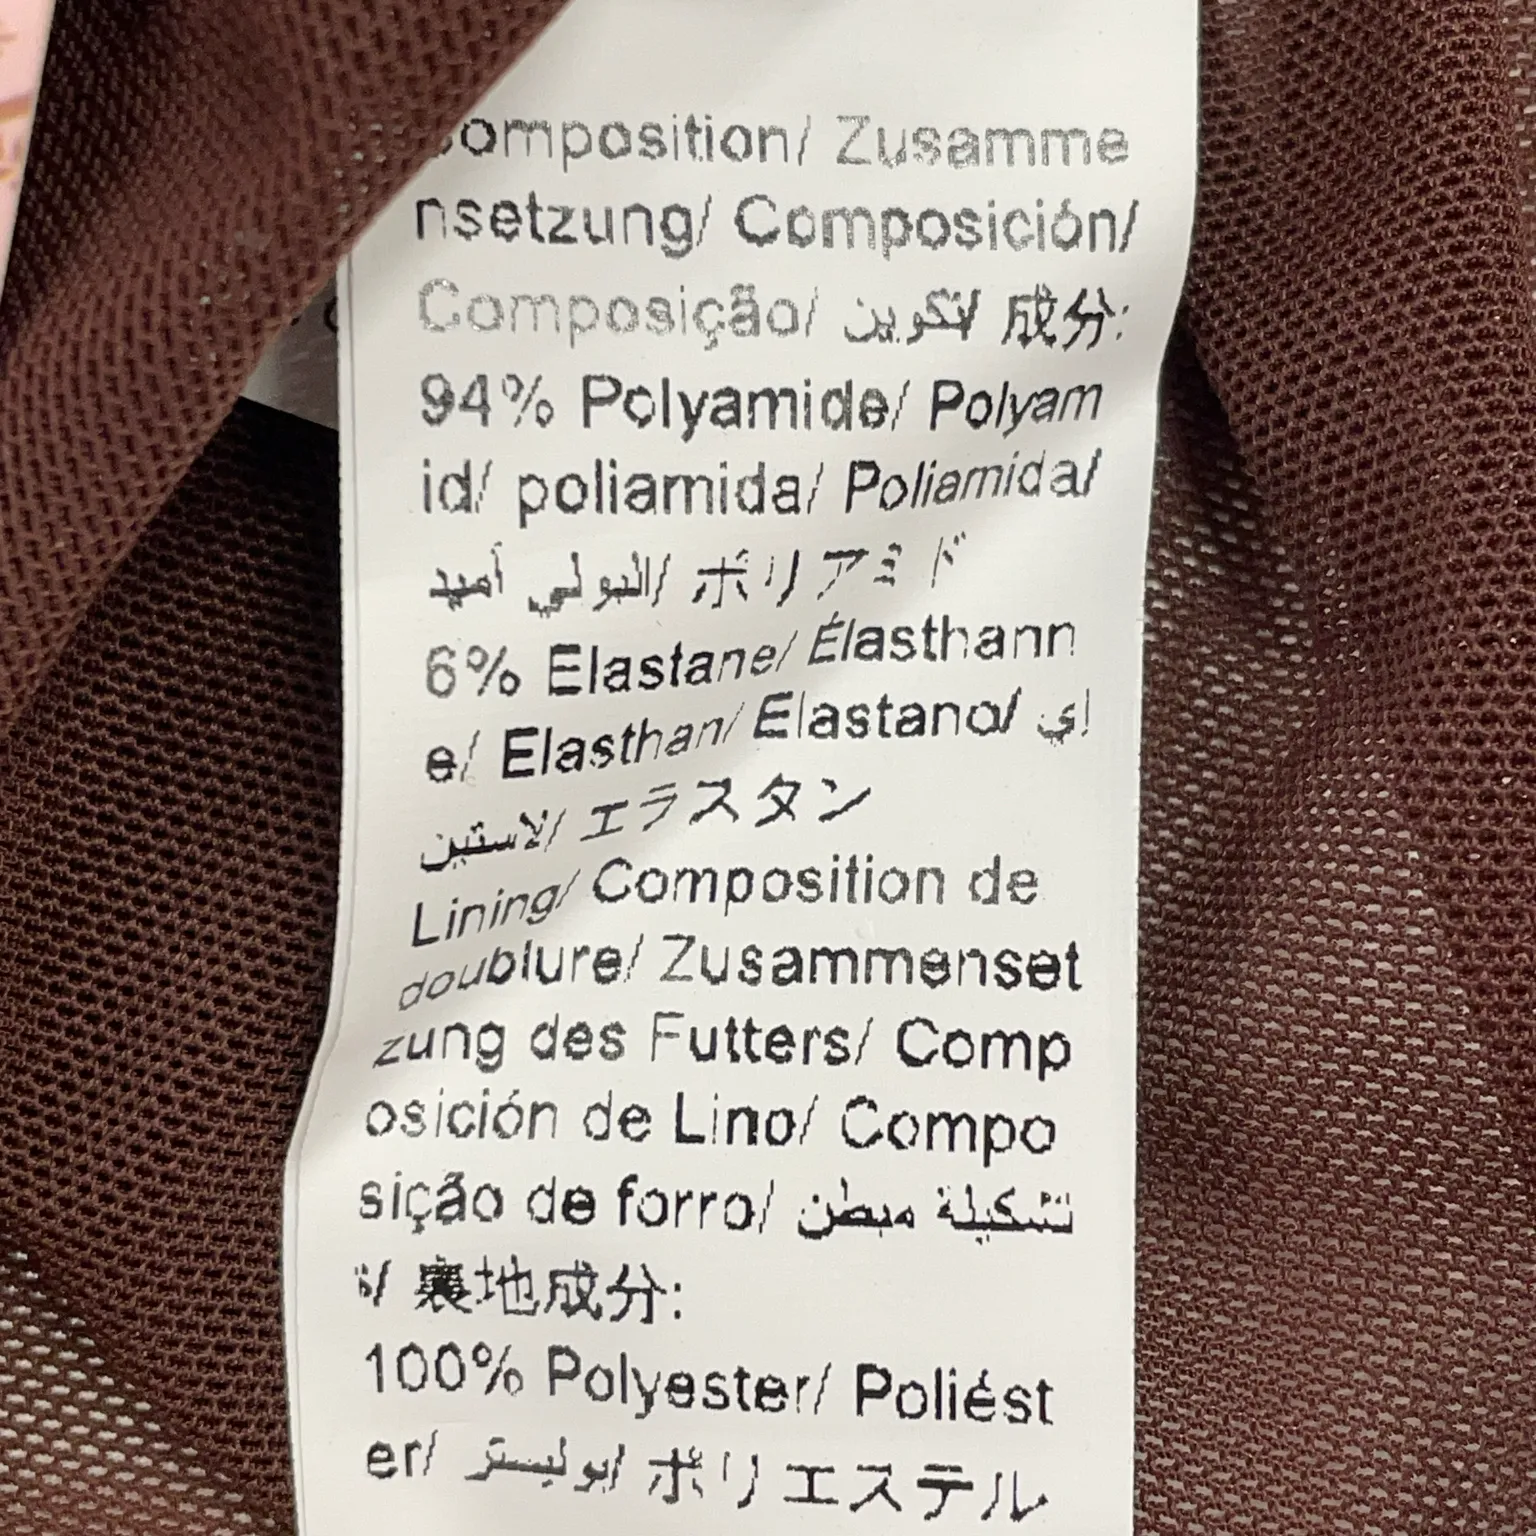 omposition/ Zusamme
nsetzung/ Composición/
Composição/ تكوين 成分:
94% Polyamide/ Polyam
id/ poliamida/ Poliamida/
البولي أميد/ ポリアミド
6% Elastane/ Élasthann
e/ Elasthan/ Elastano/ إي
لاستين/ エラスタン
Lining/ Composition de
doublure/ Zusammenset
zung des Futters/ Comp
osición de Lino/ Compo
sição de forro/ تشكيلة مبطن
ة/ 裏地成分:
100% Polyester/ Poliést
er/ بوليستر/ ポリエステル